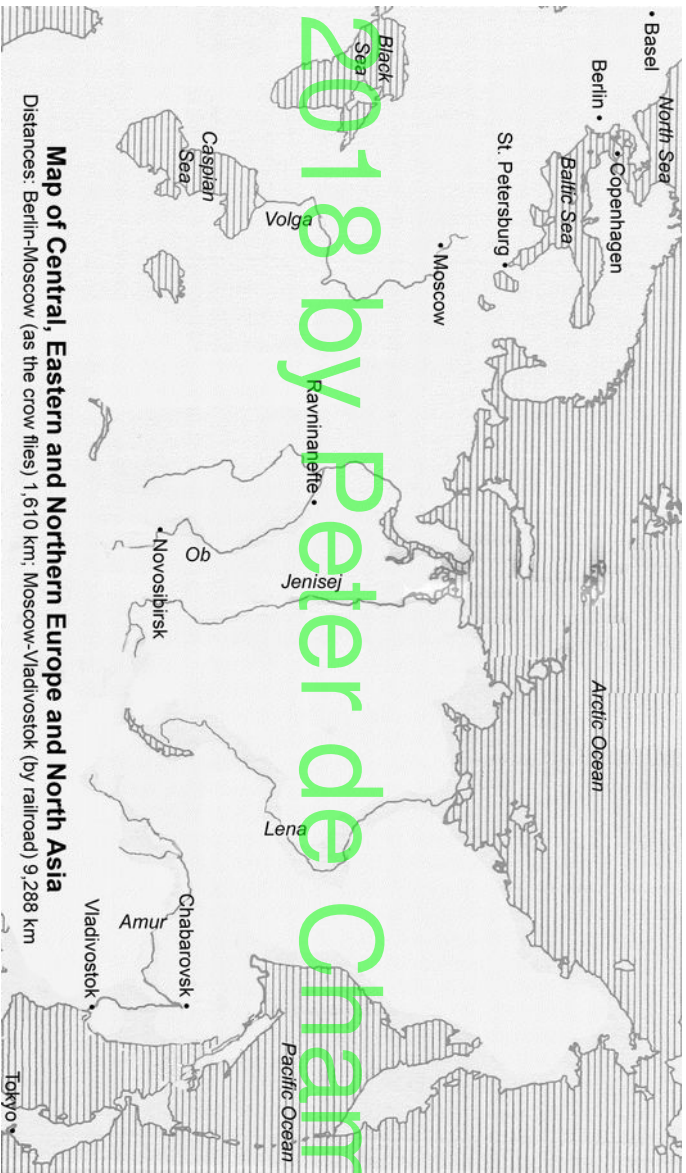 Basel
North Sea
Berlin
Copenhagen
Baltic Sea
St. Petersburg
Black
Sea
Moscow
Caspian
Sea
Volga
Arctic Ocean
Ravninanefte
Ob
Jenisej
Novosibirsk
Lena
Chabarovsk
Amur
Vladivostok
Pacific Ocean
Tokyo
Map of Central, Eastern and Northern Europe and North Asia
Distances: Berlin-Moscow (as the crow flies) 1,610 km; Moscow-Vladivostok (by railroad) 9,288 km
2018 by Peter de Cham